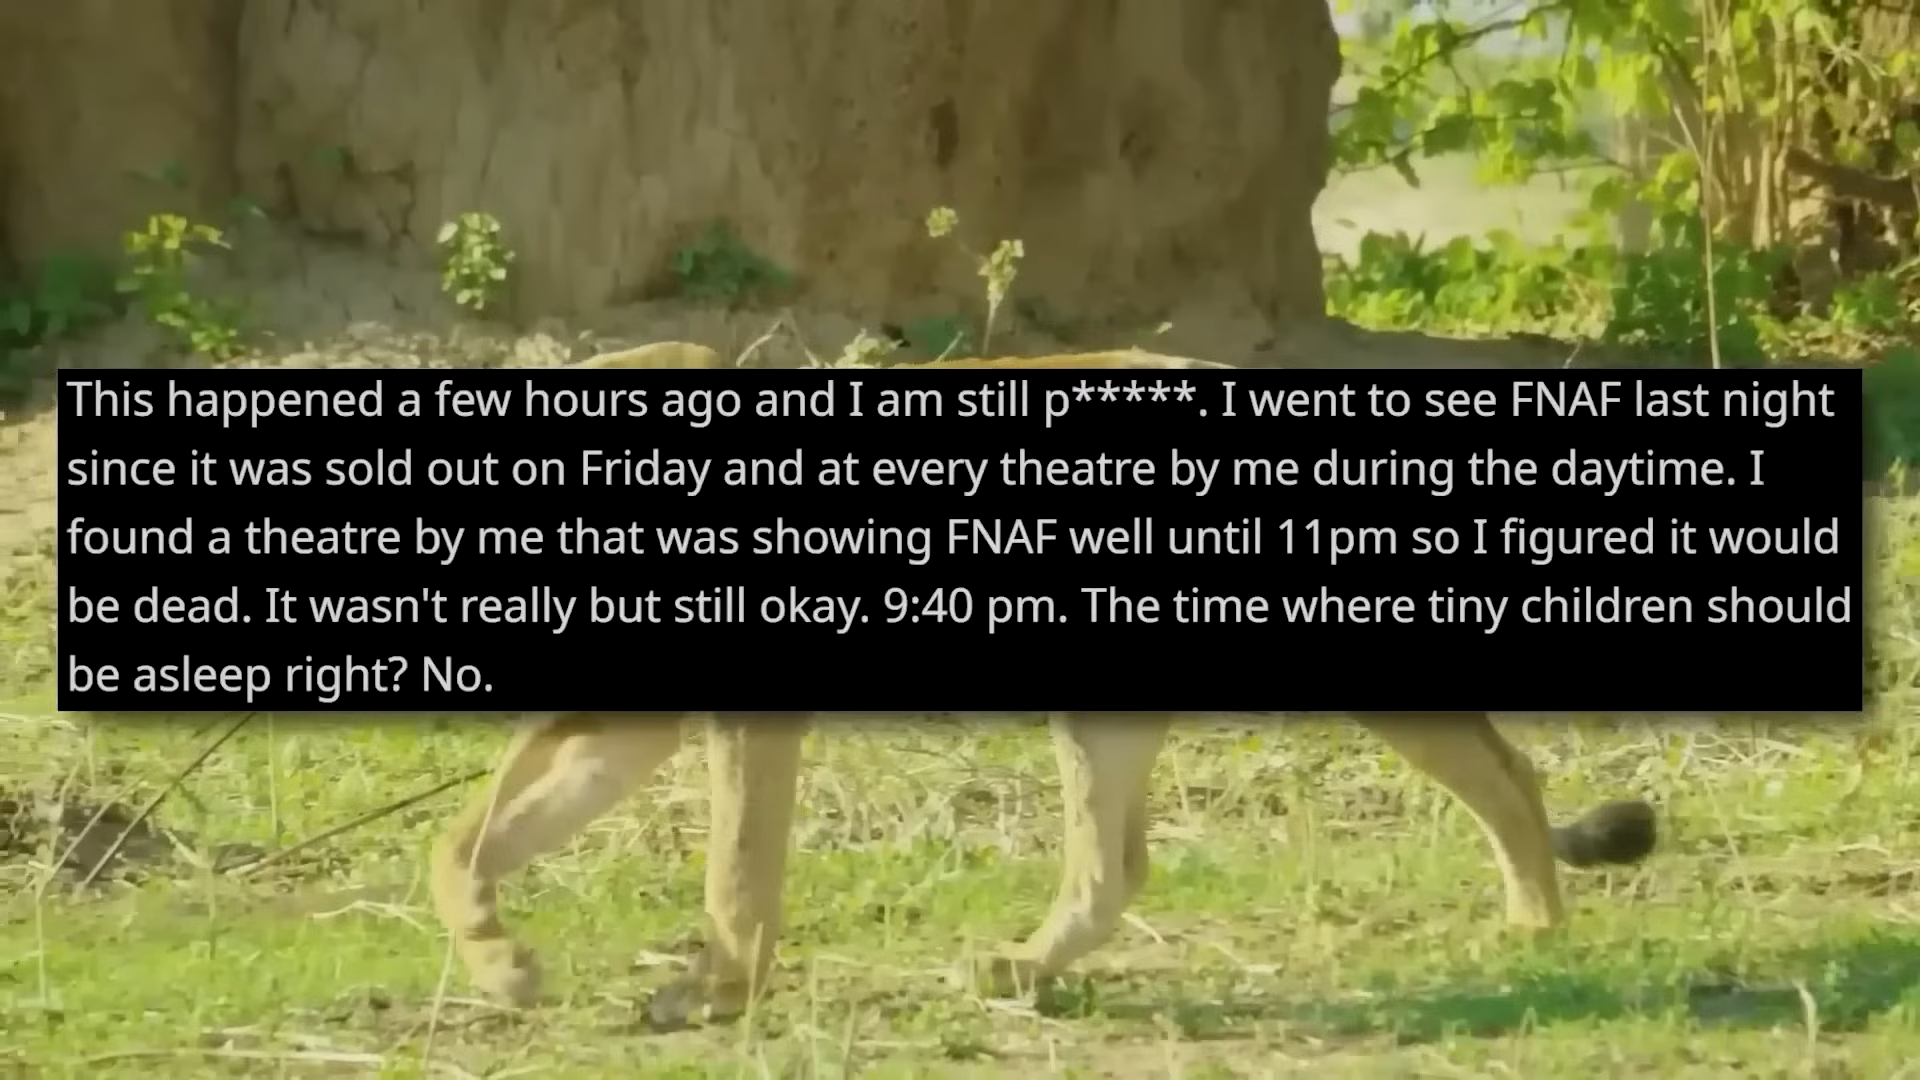 This happened a few hours ago and I am still p*****. I went to see FNAF last night
since it was sold out on Friday and at every theatre by me during the daytime. I
found a theatre by me that was showing FNAF well until 11pm so I figured it would
be dead. It wasn't really but still okay. 9:40 pm. The time where tiny children should
be asleep right? No.